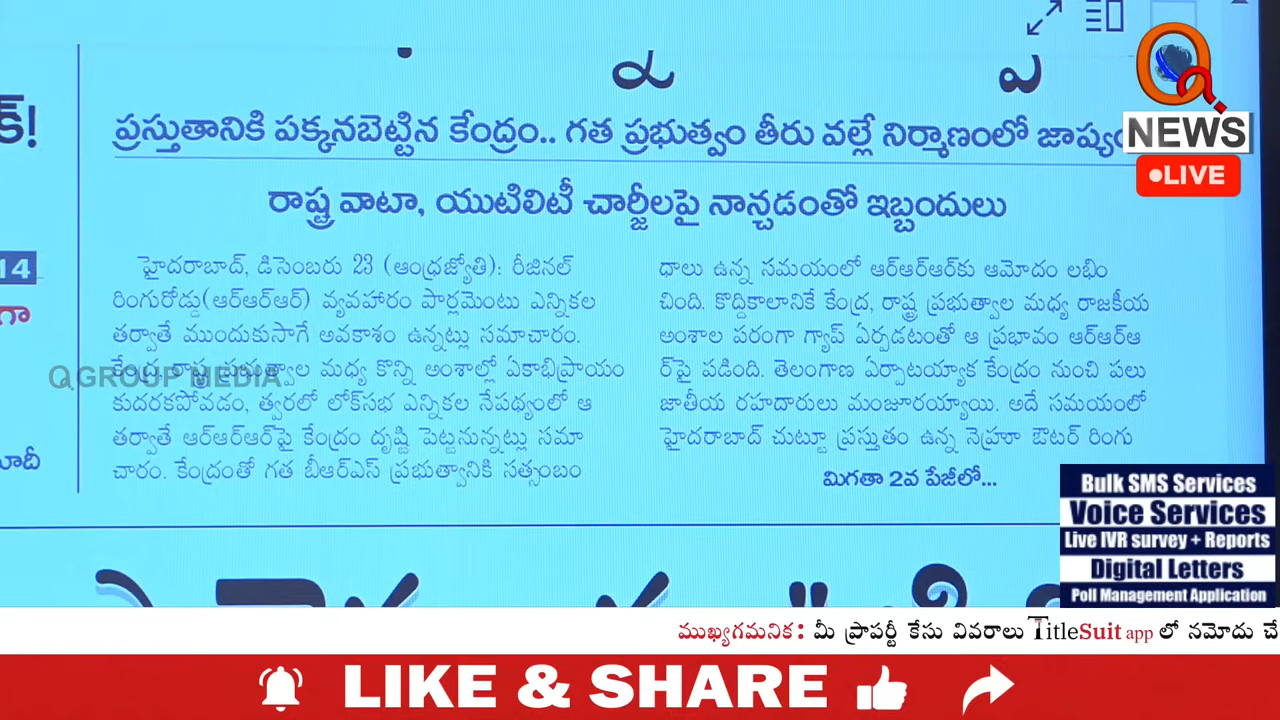 క్!
14
గా
మోదీ
ప్రస్తుతానికి పక్కనబెట్టిన కేంద్రం.. గత ప్రభుత్వం తీరు వల్లే నిర్మాణంలో జాప్యం
రాష్ట్ర వాటా, యుటిలిటీ చార్జీలపై నాన్చడంతో ఇబ్బందులు
హైదరాబాద్, డిసెంబరు 23 (ఆంధ్రజ్యోతి): రీజినల్
రింగురోడ్డు(ఆర్ఆర్ఆర్) వ్యవహారం పార్లమెంటు ఎన్నికల
తర్వాతే ముందుకుసాగే అవకాశం ఉన్నట్లు సమాచారం.
కేంద్ర, రాష్ట్ర ప్రభుత్వాల మధ్య కొన్ని అంశాల్లో ఏకాభిప్రాయం
కుదరకపోవడం, త్వరలో లోక్‌సభ ఎన్నికల నేపథ్యంలో ఆ
తర్వాతే ఆర్ఆర్ఆర్‌పై కేంద్రం దృష్టి పెట్టనున్నట్లు సమా
చారం. కేంద్రంతో గత బీఆర్ఎస్ ప్రభుత్వానికి సత్సంబం
ధాలు ఉన్న సమయంలో ఆర్ఆర్ఆర్‌కు ఆమోదం లభిం
చింది. కొద్దికాలానికే కేంద్ర, రాష్ట్ర ప్రభుత్వాల మధ్య రాజకీయ
అంశాల పరంగా గ్యాప్ ఏర్పడటంతో ఆ ప్రభావం ఆర్ఆర్ఆ
ర్‌పై పడింది. తెలంగాణ ఏర్పాటయ్యాక కేంద్రం నుంచి పలు
జాతీయ రహదారులు మంజూరయ్యాయి. అదే సమయంలో
హైదరాబాద్ చుట్టూ ప్రస్తుతం ఉన్న నెహ్రూ ఔటర్ రింగు
మిగతా 2వ పేజీలో...
Q GROUP MEDIA
Q
NEWS
LIVE
Bulk SMS Services
Voice Services
Live IVR survey + Reports
Digital Letters
Poll Management Application
ముఖ్యగమనిక: మీ ప్రాపర్టీ కేసు వివరాలు TitleSuit app లో నమోదు చే
LIKE & SHARE